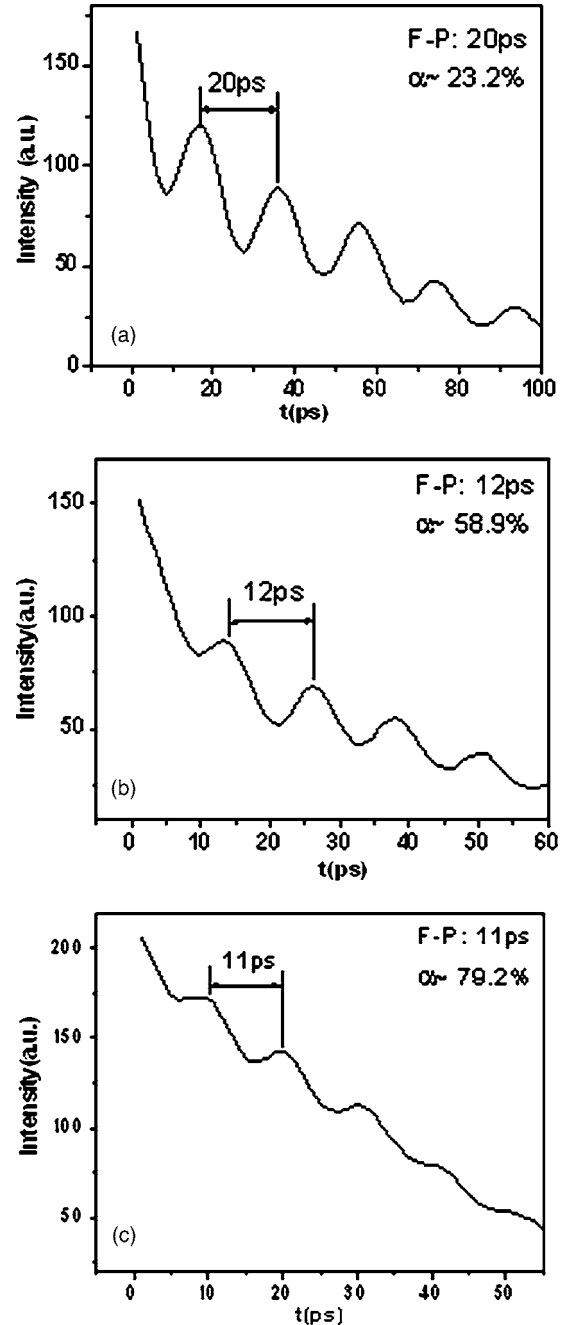 F-P: 20ps
α~ 23.2%
20ps
150
100
50
0
Intensity (a.u.)
(a)
0 20 40 60 80 100
t(ps)
F-P: 12ps
α~ 58.9%
12ps
150
100
50
Intensity(a.u.)
(b)
0 10 20 30 40 50 60
t(ps)
F-P: 11ps
α~ 79.2%
11ps
200
150
100
50
Intensity(a.u.)
(c)
0 10 20 30 40 50
t(ps)